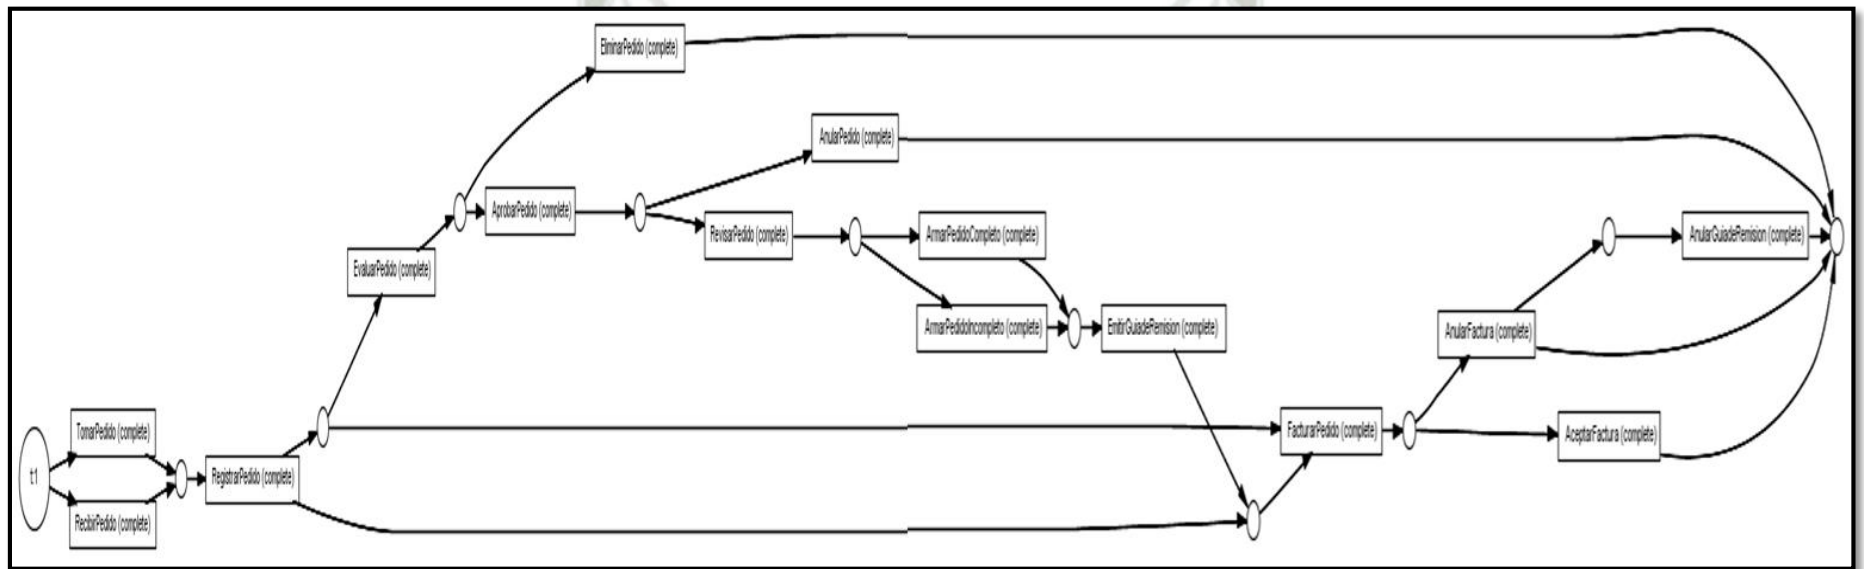 EliminarPedido (complete)
AnularPedido (complete)
AprobarPedido (complete)
RevisarPedido (complete)
ArmarPedidoCompleto (complete)
AnularGuiadeRemision (complete)
EvaluarPedido (complete)
ArmarPedidoIncompleto (complete)
EmitirGuiadeRemision (complete)
AnularFactura (complete)
TomarPedido (complete)
FacturarPedido (complete)
AceptarFactura (complete)
t1
RegistrarPedido (complete)
RecibirPedido (complete)